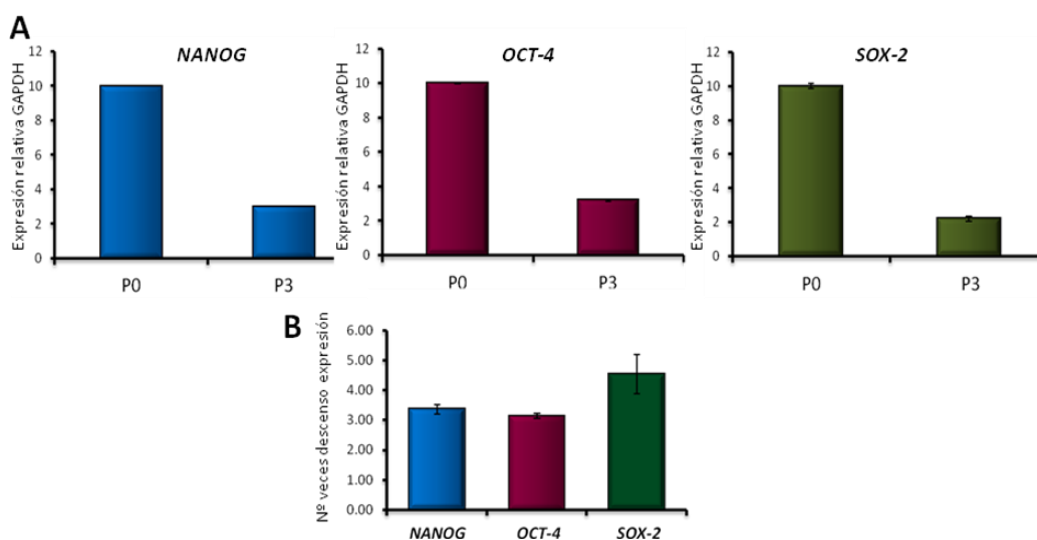 A
NANOG
Expresión relativa GAPDH
12
10
8
6
4
2
0
P0 P3
OCT-4
Expresión relativa GAPDH
12
10
8
6
4
2
0
P0 P3
SOX-2
Expresión relativa GAPDH
12
10
8
6
4
2
0
P0 P3
B
Nº veces descenso expresión
6.00
5.00
4.00
3.00
2.00
1.00
0.00
NANOG OCT-4 SOX-2